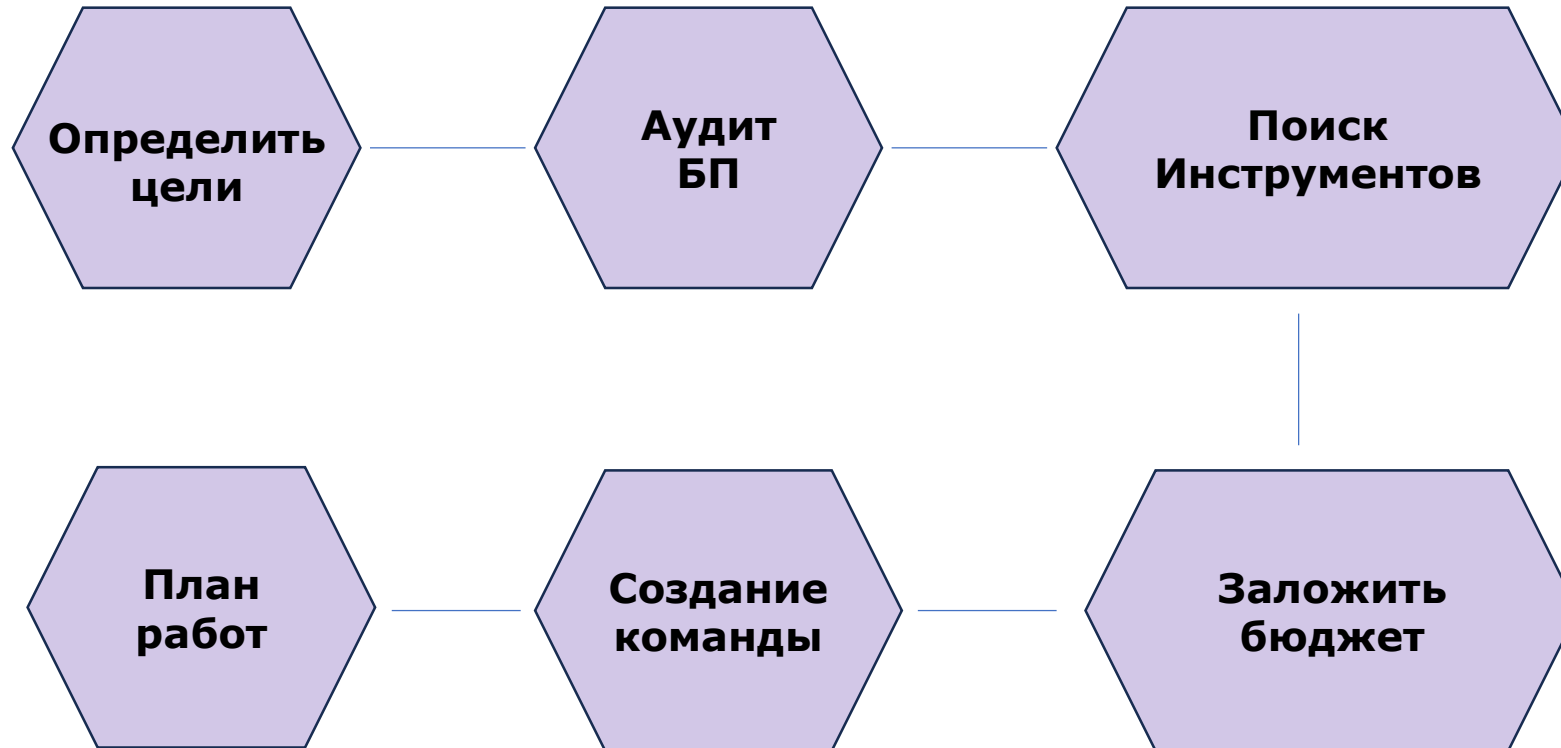 Определить
цели
Аудит
БП
Поиск
Инструментов
План
работ
Создание
команды
Заложить
бюджет